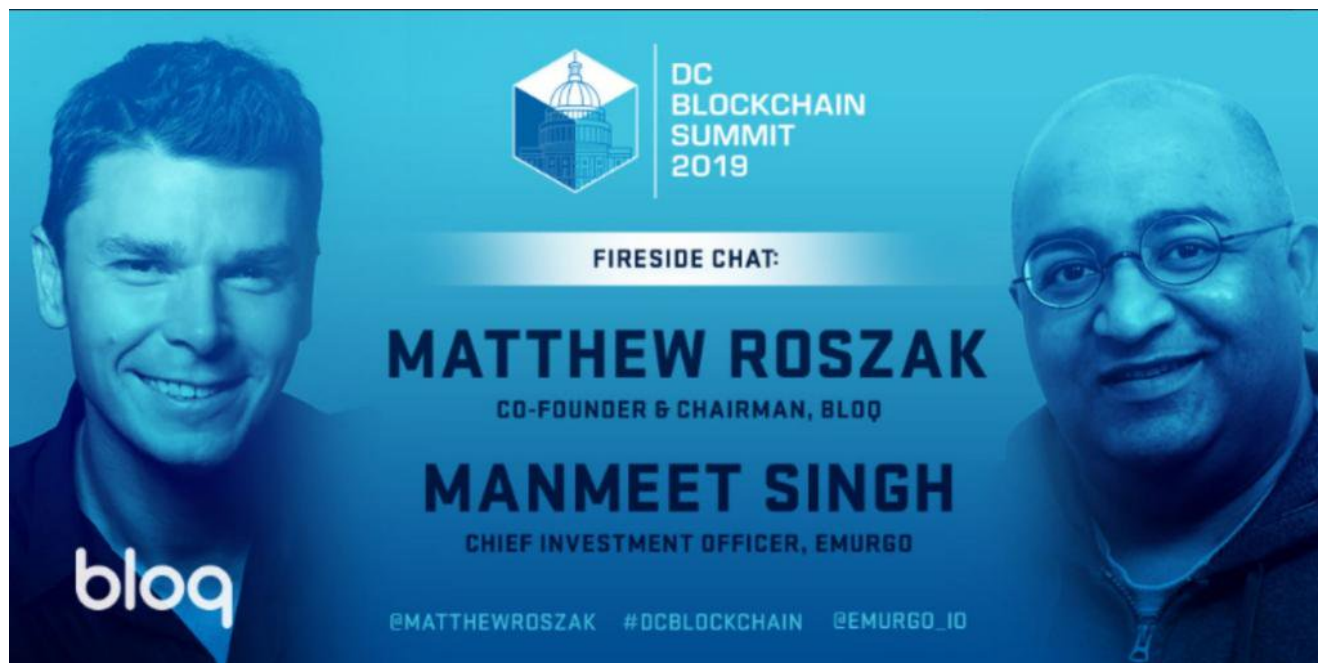 DC
BLOCKCHAIN
SUMMIT
2019
FIRESIDE CHAT:
MATTHEW ROSZAK
CO-FOUNDER & CHAIRMAN, BLOQ
MANMEET SINGH
CHIEF INVESTMENT OFFICER, EMURGO
bloq
@MATTHEWROSZAK #DCBLOCKCHAIN @EMURGO_IO